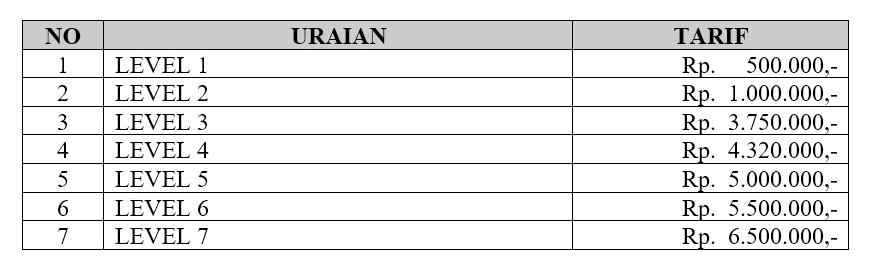 NO URAIAN TARIF
1 LEVEL 1 Rp. 500.000,-
2 LEVEL 2 Rp. 1.000.000,-
3 LEVEL 3 Rp. 3.750.000,-
4 LEVEL 4 Rp. 4.320.000,-
5 LEVEL 5 Rp. 5.000.000,-
6 LEVEL 6 Rp. 5.500.000,-
7 LEVEL 7 Rp. 6.500.000,-